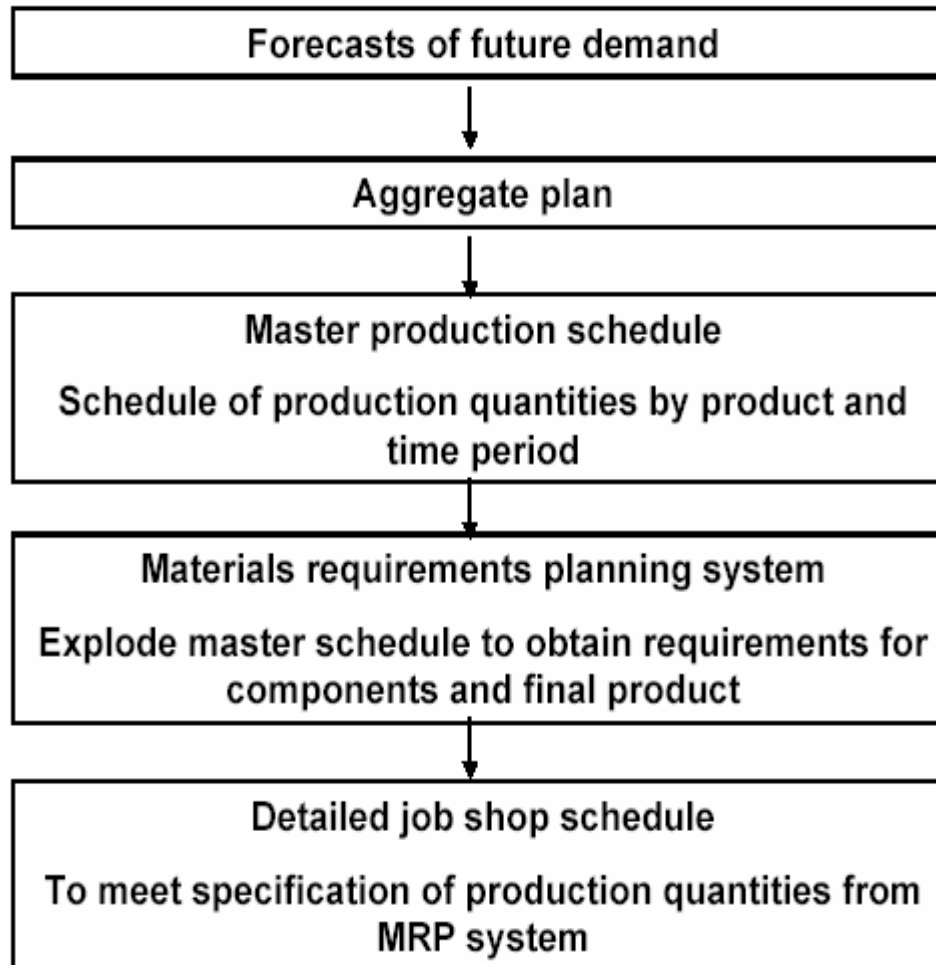 Forecasts of future demand
Aggregate plan
Master production schedule
Schedule of production quantities by product and
time period
Materials requirements planning system
Explode master schedule to obtain requirements for
components and final product
Detailed job shop schedule
To meet specification of production quantities from
MRP system